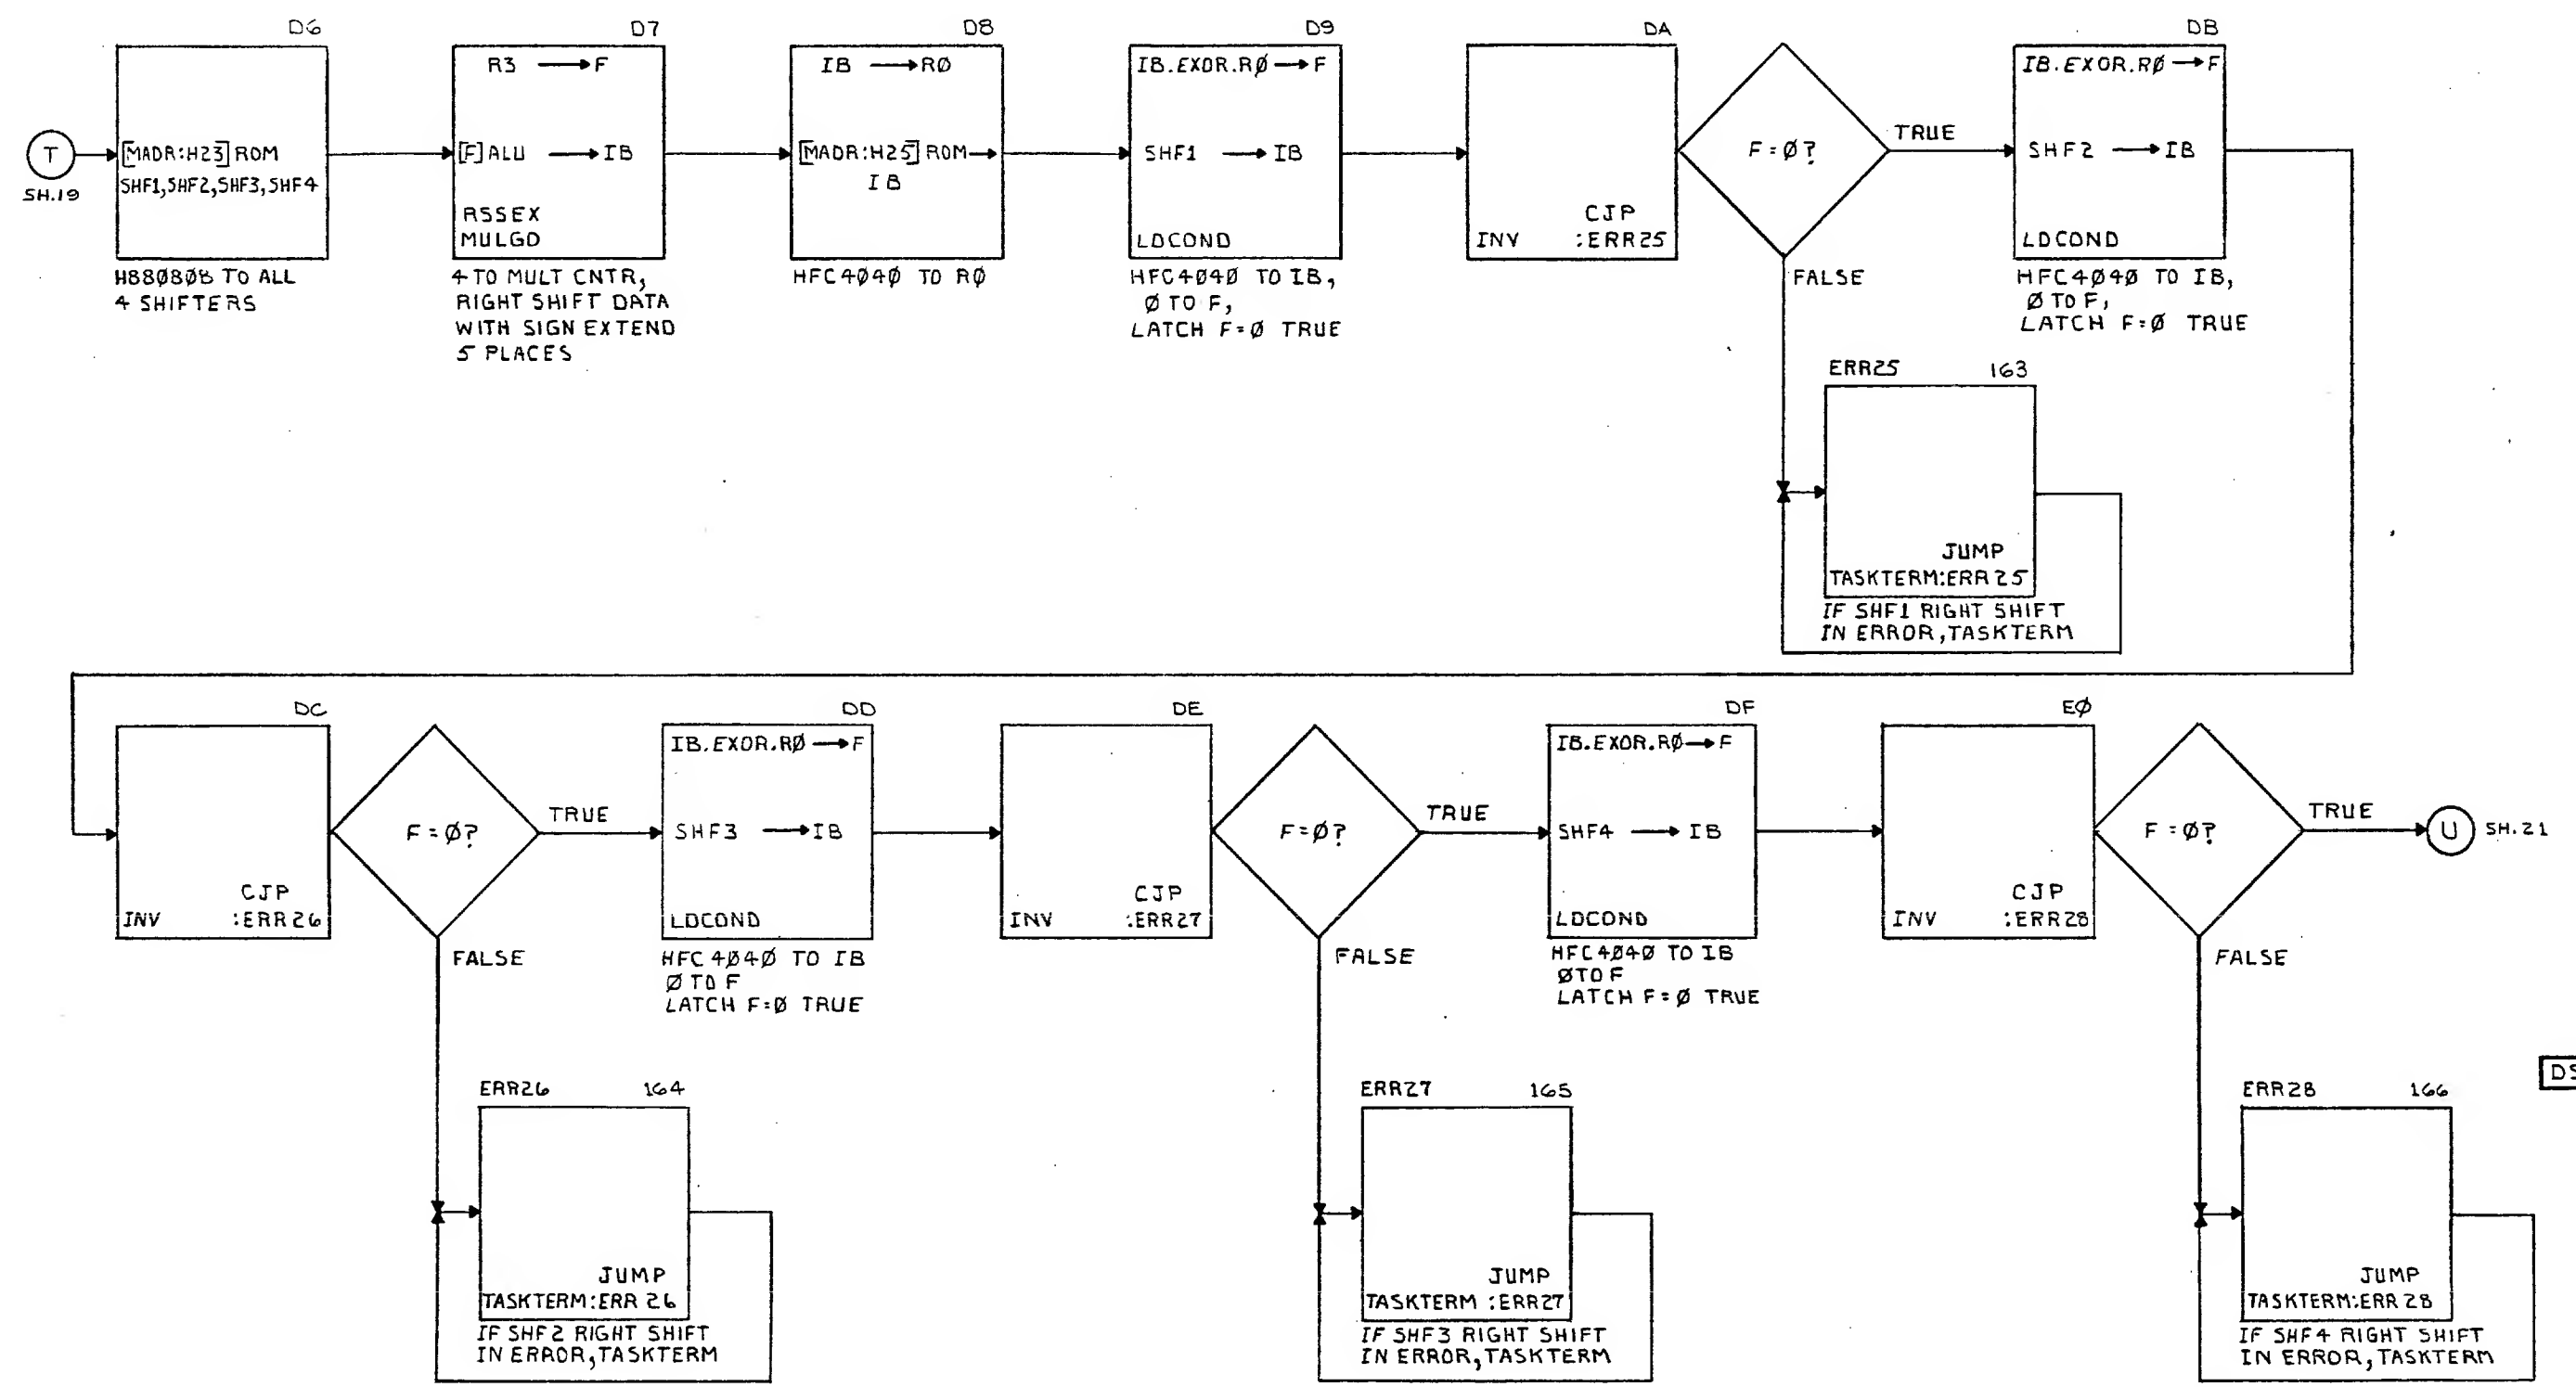 D6
[MADR:H23] ROM
SHF1,SHF2,SHF3,SHF4
H880808 TO ALL
4 SHIFTERS
T
SH.19
D7
R3 → F
[F] ALU → IB
RSSEX
MULGD
4 TO MULT CNTR,
RIGHT SHIFT DATA
WITH SIGN EXTEND
5 PLACES
D8
IB → RØ
[MADR:H25] ROM →
IB
HFC4Ø4Ø TO RØ
D9
IB.EXOR.RØ → F
SHF1 → IB
LDCOND
HFC4Ø4Ø TO IB,
Ø TO F,
LATCH F=Ø TRUE
DA
CJP
INV :ERR25
F=Ø?
TRUE
FALSE
DB
IB.EXOR.RØ → F
SHF2 → IB
LDCOND
HFC4Ø4Ø TO IB,
Ø TO F,
LATCH F=Ø TRUE
ERR25 163
JUMP
TASKTERM:ERR25
IF SHF1 RIGHT SHIFT
IN ERROR,TASKTERM
DC
CJP
INV :ERR26
F=Ø?
TRUE
FALSE
DD
IB.EXOR.RØ → F
SHF3 → IB
LDCOND
HFC4Ø4Ø TO IB
Ø TO F
LATCH F=Ø TRUE
DE
CJP
INV :ERR27
F=Ø?
TRUE
FALSE
DF
IB.EXOR.RØ → F
SHF4 → IB
LDCOND
HFC4Ø4Ø TO IB
Ø TO F
LATCH F=Ø TRUE
EØ
CJP
INV :ERR28
F=Ø?
TRUE
FALSE
U SH.21
ERR26 164
JUMP
TASKTERM:ERR 26
IF SHF2 RIGHT SHIFT
IN ERROR,TASKTERM
ERR27 165
JUMP
TASKTERM :ERR27
IF SHF3 RIGHT SHIFT
IN ERROR,TASKTERM
ERR28 166
JUMP
TASKTERM:ERR 28
IF SHF4 RIGHT SHIFT
IN ERROR, TASKTERM